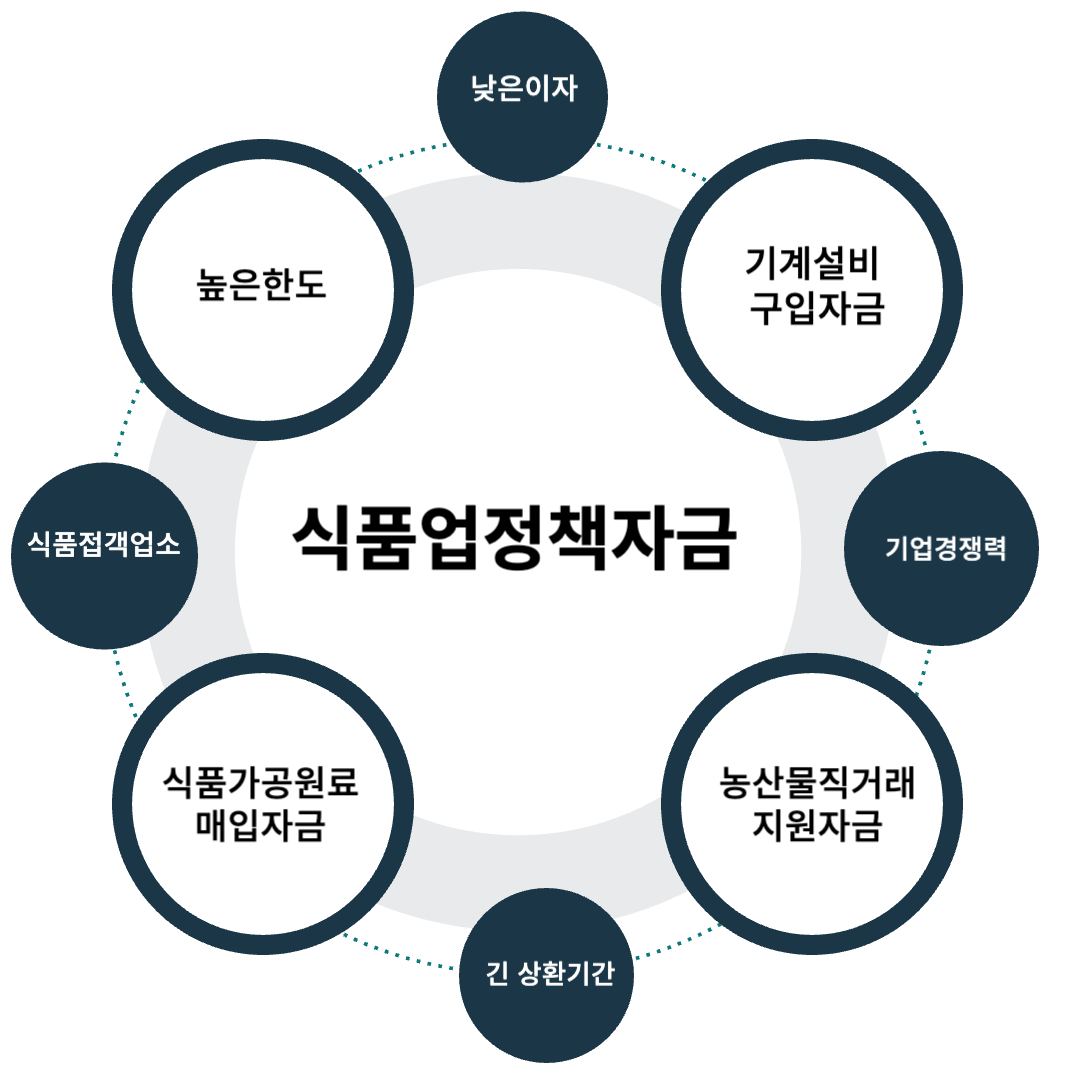 낮은이자
높은한도
기계설비
구입자금
식품업정책자금
식품접객업소
기업경쟁력
식품가공원료
매입자금
농산물직거래
지원자금
긴 상환기간